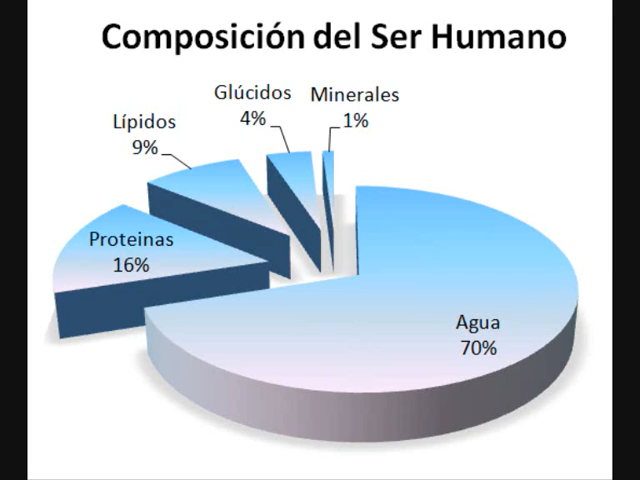 Composición del Ser Humano
Glúcidos
4%
Minerales
1%
Lípidos
9%
Proteinas
16%
Agua
70%